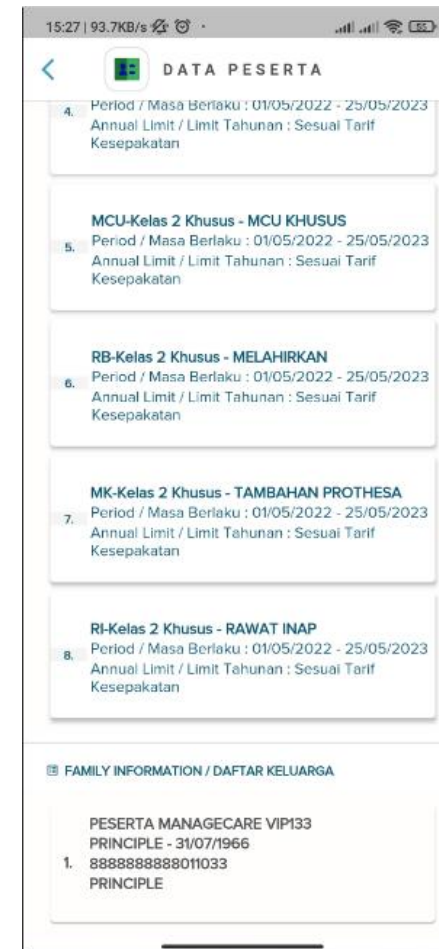 15:27 | 93.7KB/s
55
DATA PESERTA
4. Period / Masa Berlaku : 01/05/2022 - 25/05/2023
Annual Limit / Limit Tahunan : Sesuai Tarif
Kesepakatan
MCU-Kelas 2 Khusus - MCU KHUSUS
5. Period / Masa Berlaku : 01/05/2022 - 25/05/2023
Annual Limit / Limit Tahunan : Sesuai Tarif
Kesepakatan
RB-Kelas 2 Khusus - MELAHIRKAN
6. Period / Masa Berlaku : 01/05/2022 - 25/05/2023
Annual Limit / Limit Tahunan : Sesuai Tarif
Kesepakatan
MK-Kelas 2 Khusus - TAMBAHAN PROTHESA
7. Period / Masa Berlaku : 01/05/2022 - 25/05/2023
Annual Limit / Limit Tahunan : Sesuai Tarif
Kesepakatan
RI-Kelas 2 Khusus - RAWAT INAP
8. Period / Masa Berlaku : 01/05/2022 - 25/05/2023
Annual Limit / Limit Tahunan : Sesuai Tarif
Kesepakatan
FAMILY INFORMATION / DAFTAR KELUARGA
PESERTA MANAGECARE VIP133
PRINCIPLE - 31/07/1966
1. 8888888888011033
PRINCIPLE